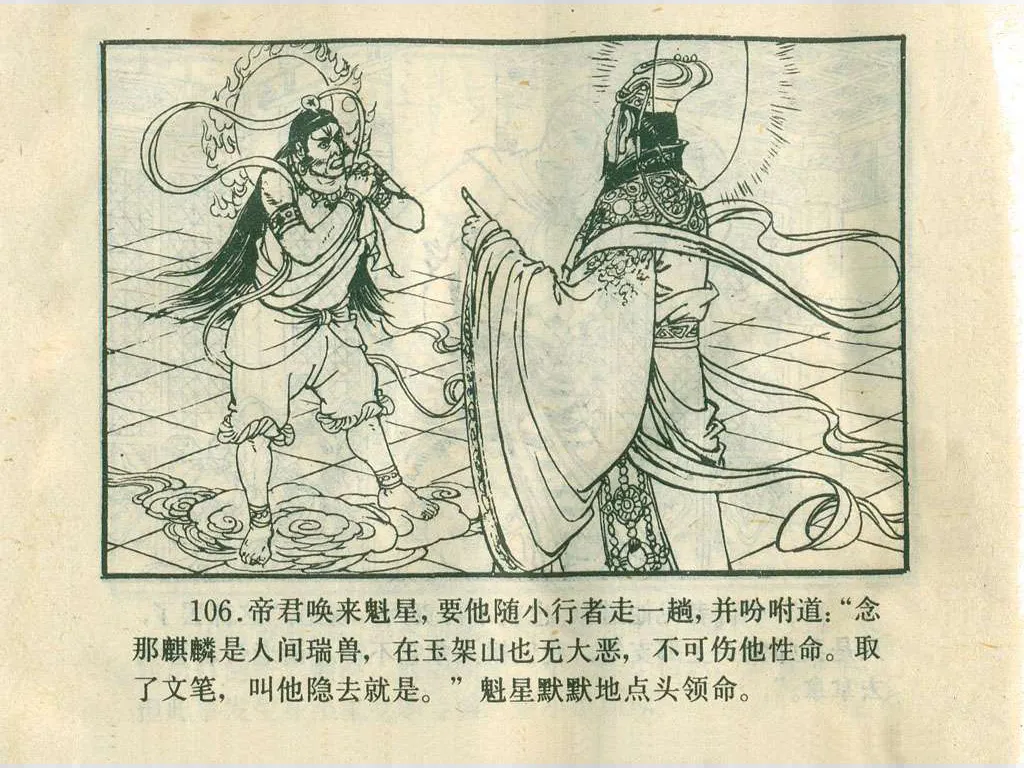 106.帝君唤来魁星，要他随小行者走一趟，并吩咐道：“念
那麒麟是人间瑞兽，在玉架山也无大恶，不可伤他性命。取
了文笔，叫他隐去就是。”魁星默默地点头领命。